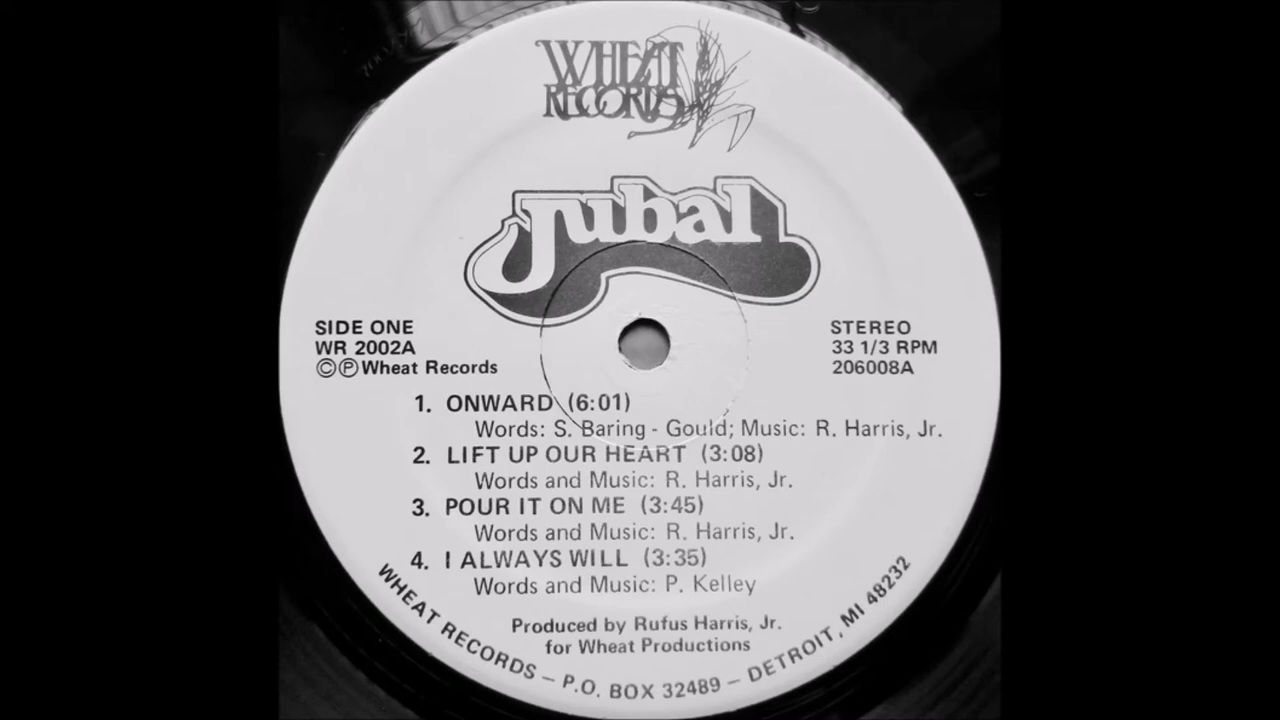 WHEAT
RECORDS
Jubal
SIDE ONE
WR 2002A
©℗Wheat Records
STEREO
33 1/3 RPM
206008A
1. ONWARD (6:01)
Words: S. Baring - Gould; Music: R. Harris, Jr.
2. LIFT UP OUR HEART (3:08)
Words and Music: R. Harris, Jr.
3. POUR IT ON ME (3:45)
Words and Music: R. Harris, Jr.
4. I ALWAYS WILL (3:35)
Words and Music: P. Kelley
Produced by Rufus Harris, Jr.
for Wheat Productions
WHEAT RECORDS – P.O. BOX 32489 – DETROIT, MI 48232